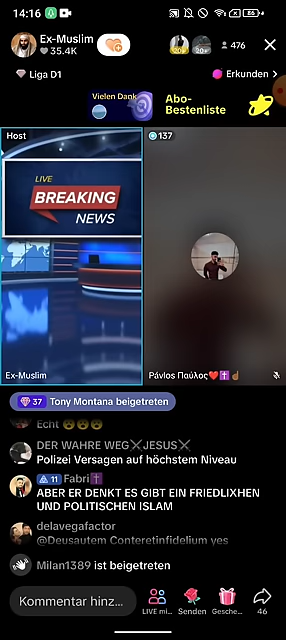 14:16
86
Ex-Muslim
35.4K
20+
476
Liga D1
Erkunden
Vielen Dank
Abo-
Bestenliste
Host
137
LIVE
BREAKING
NEWS
Ex-Muslim
Pávlos Παύλος
37 Tony Montana beigetreten
Echt
DER WAHRE WEG JESUS
Polizei Versagen auf höchstem Niveau
11 Fabri
ABER ER DENKT ES GIBT EIN FRIEDLIXHEN
UND POLITISCHEN ISLAM
delavegafactor
@Deusautem Conteretinfidelium yes
Milan1389 ist beigetreten
Kommentar hinz...
LIVE mi...
Senden
Gesche...
46